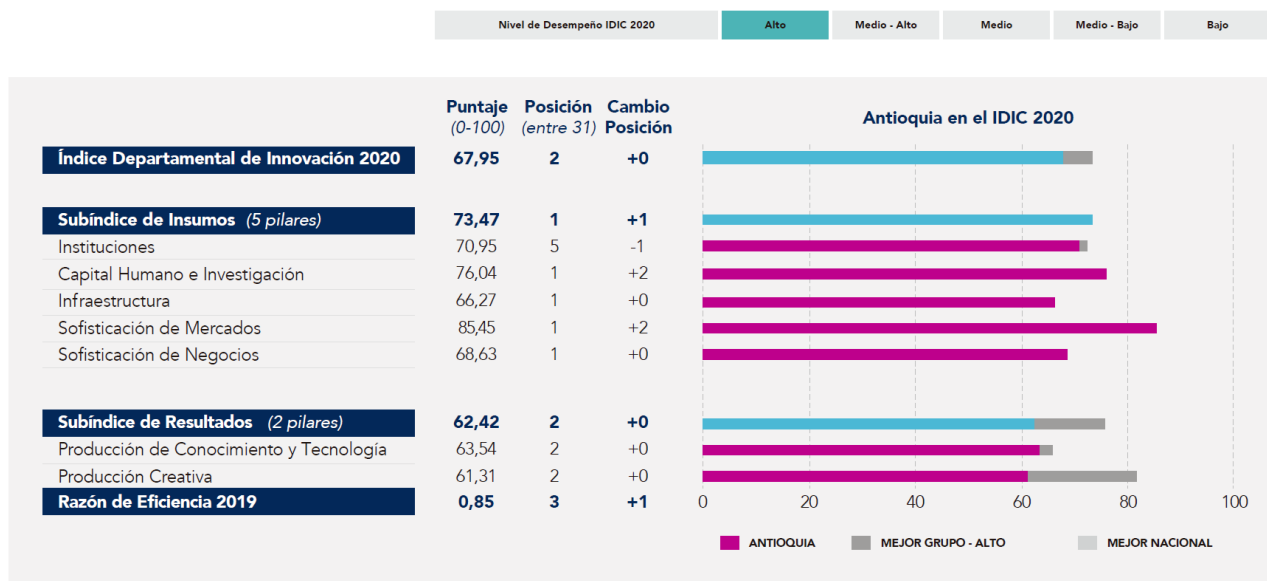 Nivel de Desempeño IDIC 2020 Alto Medio - Alto Medio Medio - Bajo Bajo
Puntaje Posición Cambio
(0-100) (entre 31) Posición
Antioquia en el IDIC 2020
Índice Departamental de Innovación 2020 67,95 2 +0
Subíndice de Insumos (5 pilares) 73,47 1 +1
Instituciones 70,95 5 -1
Capital Humano e Investigación 76,04 1 +2
Infraestructura 66,27 1 +0
Sofisticación de Mercados 85,45 1 +2
Sofisticación de Negocios 68,63 1 +0
Subíndice de Resultados (2 pilares) 62,42 2 +0
Producción de Conocimiento y Tecnología 63,54 2 +0
Producción Creativa 61,31 2 +0
Razón de Eficiencia 2019 0,85 3 +1
0 20 40 60 80 100
ANTIOQUIA MEJOR GRUPO - ALTO MEJOR NACIONAL